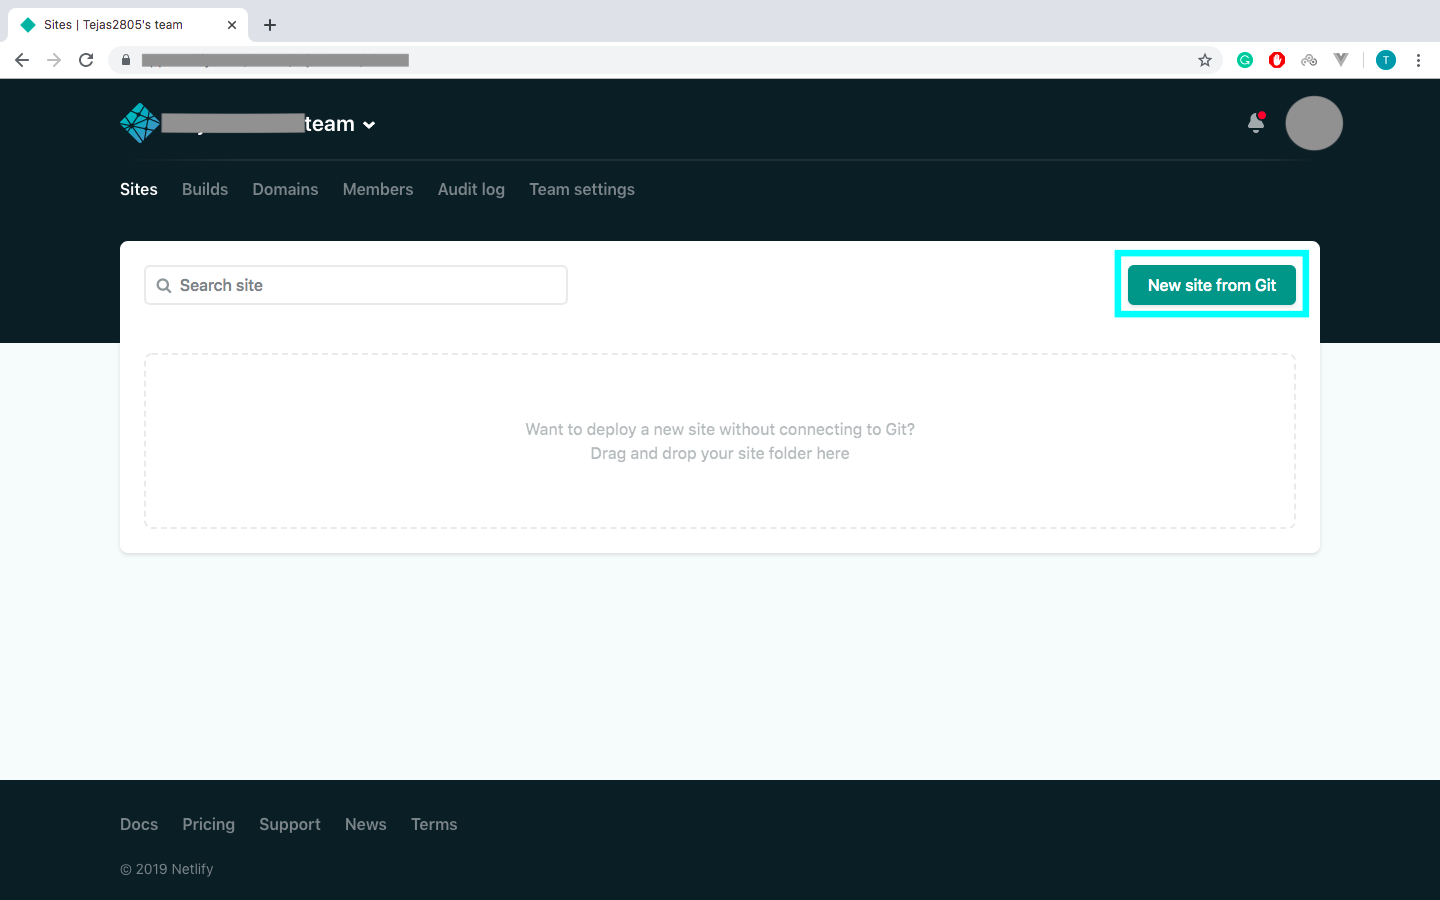 Sites | Tejas2805's team
T
team
Sites Builds Domains Members Audit log Team settings
Search site
New site from Git
Want to deploy a new site without connecting to Git?
Drag and drop your site folder here
Docs Pricing Support News Terms
© 2019 Netlify